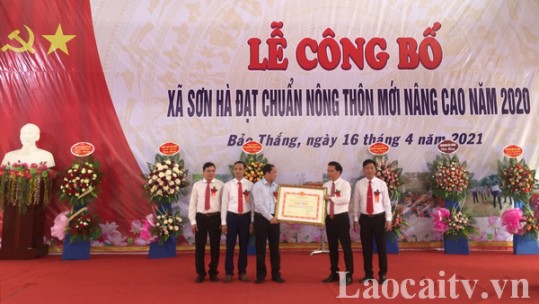 LỄ CÔNG BỐ
XÃ SƠN HÀ ĐẠT CHUẨN NÔNG THÔN MỚI NÂNG CAO NĂM 2020
Bảo Thắng, ngày 16 tháng 4 năm 2021
Laocaitv.vn